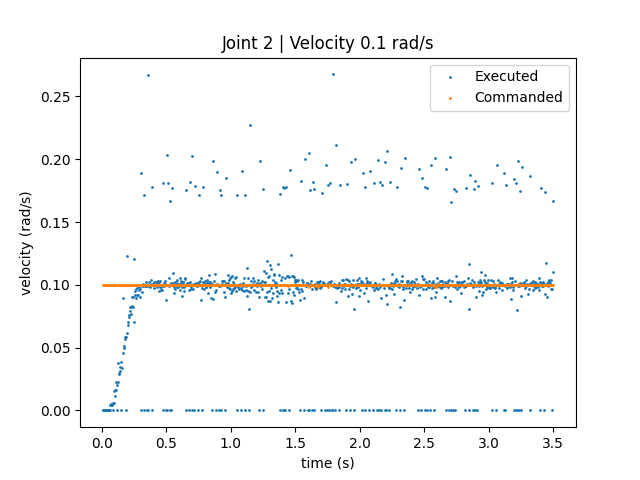 Joint 2 | Velocity 0.1 rad/s
Executed
Commanded
velocity (rad/s)
0.25
0.20
0.15
0.10
0.05
0.00
0.0 0.5 1.0 1.5 2.0 2.5 3.0 3.5
time (s)